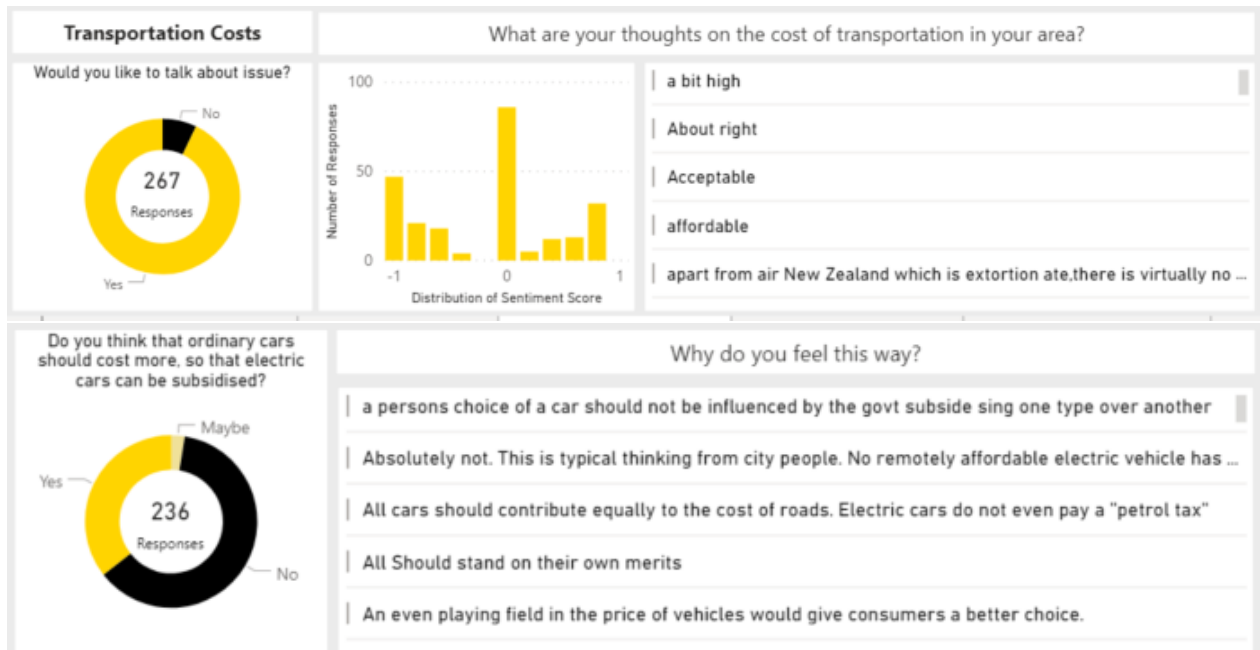 Transportation Costs
What are your thoughts on the cost of transportation in your area?
Would you like to talk about issue?
No
267
Responses
Yes
Number of Responses
100
50
0
-1
0
1
Distribution of Sentiment Score
a bit high
About right
Acceptable
affordable
apart from air New Zealand which is extortion ate,there is virtually no ...
Do you think that ordinary cars
should cost more, so that electric
cars can be subsidised?
Maybe
Yes
236
Responses
No
Why do you feel this way?
a persons choice of a car should not be influenced by the govt subside sing one type over another
Absolutely not. This is typical thinking from city people. No remotely affordable electric vehicle has ...
All cars should contribute equally to the cost of roads. Electric cars do not even pay a "petrol tax"
All Should stand on their own merits
An even playing field in the price of vehicles would give consumers a better choice.